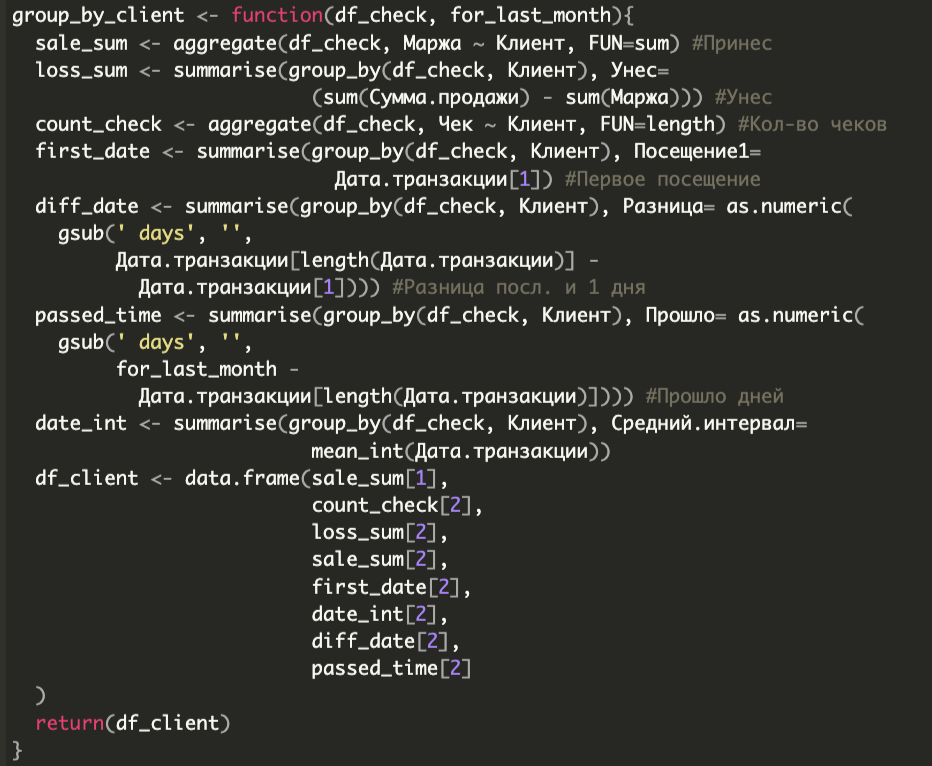 group_by_client <- function(df_check, for_last_month){
  sale_sum <- aggregate(df_check, Маржа ~ Клиент, FUN=sum) #Принес
  loss_sum <- summarise(group_by(df_check, Клиент), Унес=
                          (sum(Сумма.продажи) - sum(Маржа))) #Унес
  count_check <- aggregate(df_check, Чек ~ Клиент, FUN=length) #Кол-во чеков
  first_date <- summarise(group_by(df_check, Клиент), Посещение1=
                            Дата.транзакции[1]) #Первое посещение
  diff_date <- summarise(group_by(df_check, Клиент), Разница= as.numeric(
    gsub(' days', '',
         Дата.транзакции[length(Дата.транзакции)] -
           Дата.транзакции[1]))) #Разница посл. и 1 дня
  passed_time <- summarise(group_by(df_check, Клиент), Прошло= as.numeric(
    gsub(' days', '',
         for_last_month -
           Дата.транзакции[length(Дата.транзакции)]))) #Прошло дней
  date_int <- summarise(group_by(df_check, Клиент), Средний.интервал=
                          mean_int(Дата.транзакции))
  df_client <- data.frame(sale_sum[1],
                          count_check[2],
                          loss_sum[2],
                          sale_sum[2],
                          first_date[2],
                          date_int[2],
                          diff_date[2],
                          passed_time[2]
  )
  return(df_client)
}